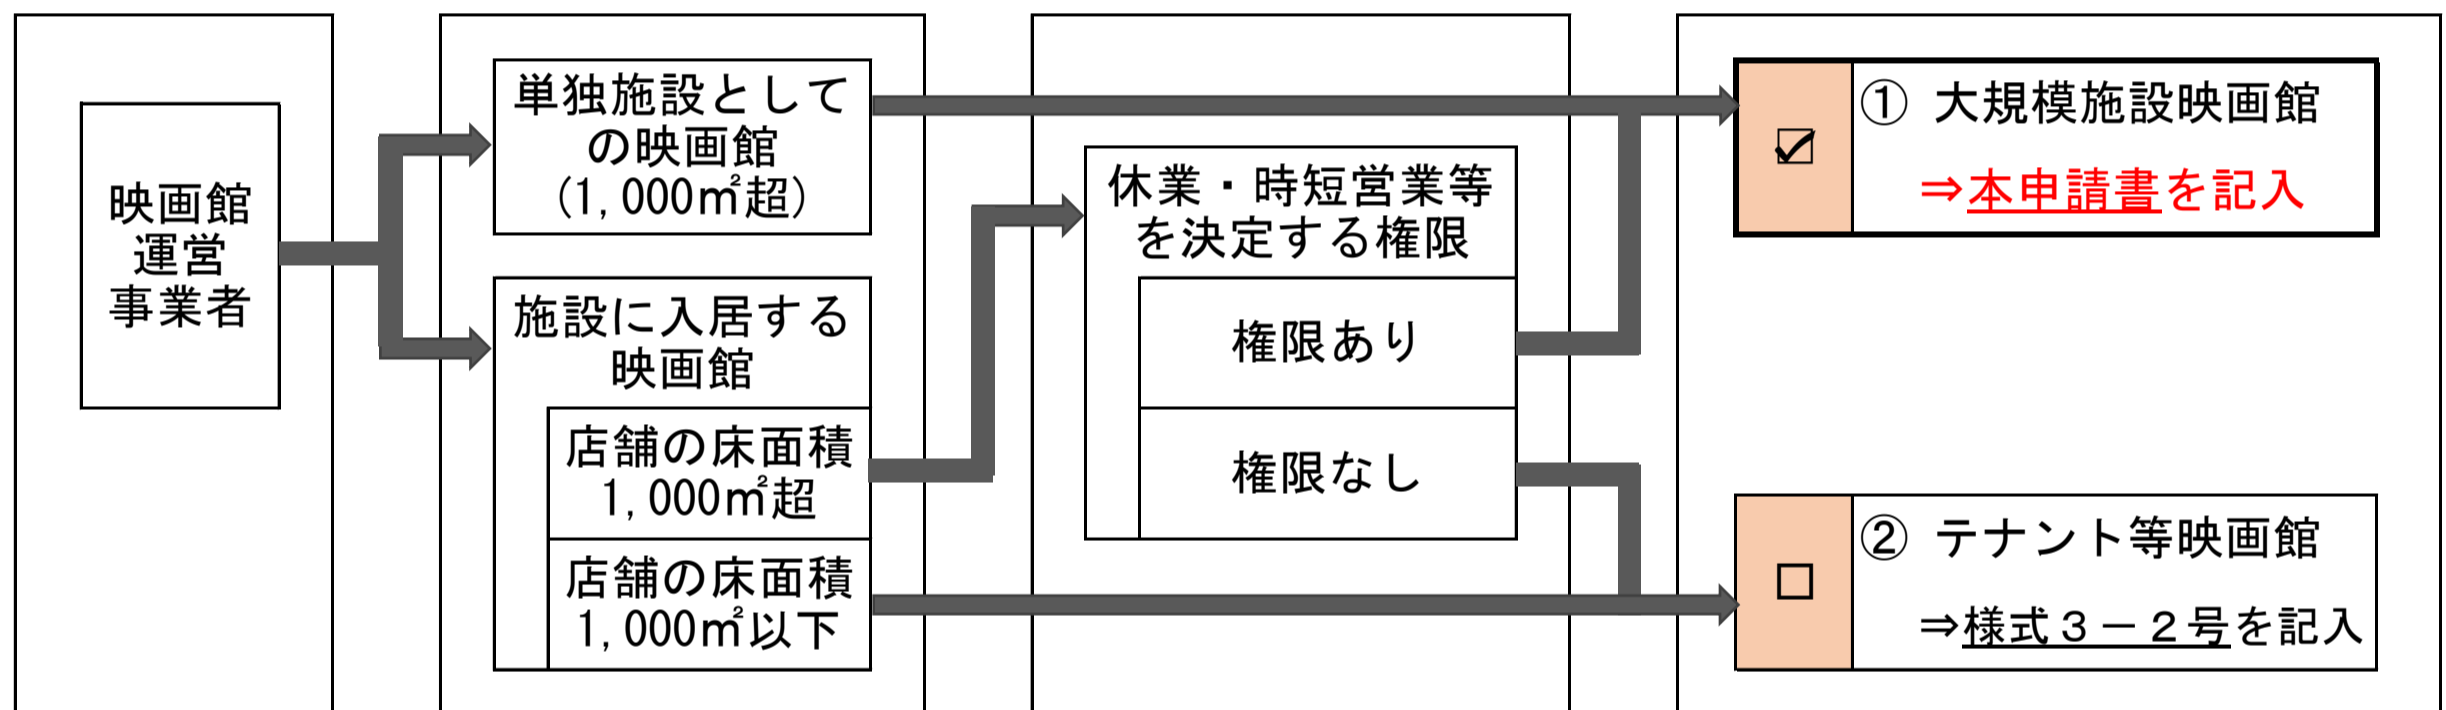 映画館
運営
事業者
単独施設として
の映画館
(1,000㎡超)
施設に入居する
映画館
店舗の床面積
1,000㎡超
店舗の床面積
1,000㎡以下
休業・時短営業等
を決定する権限
権限あり
権限なし
☑
① 大規模施設映画館
⇒本申請書を記入
□
② テナント等映画館
⇒様式３－２号を記入